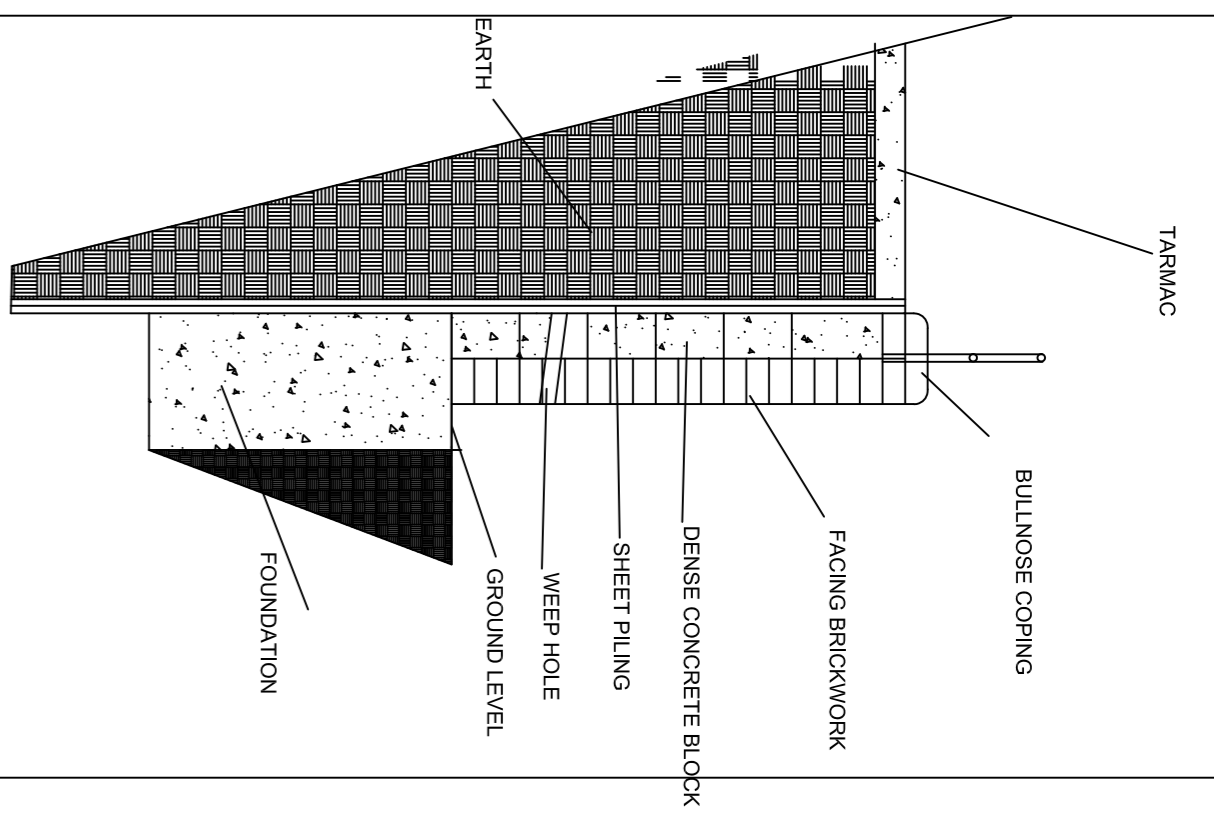 TARMAC
BULLNOSE COPING
FACING BRICKWORK
DENSE CONCRETE BLOCK
SHEET PILING
EARTH
WEEP HOLE
GROUND LEVEL
FOUNDATION